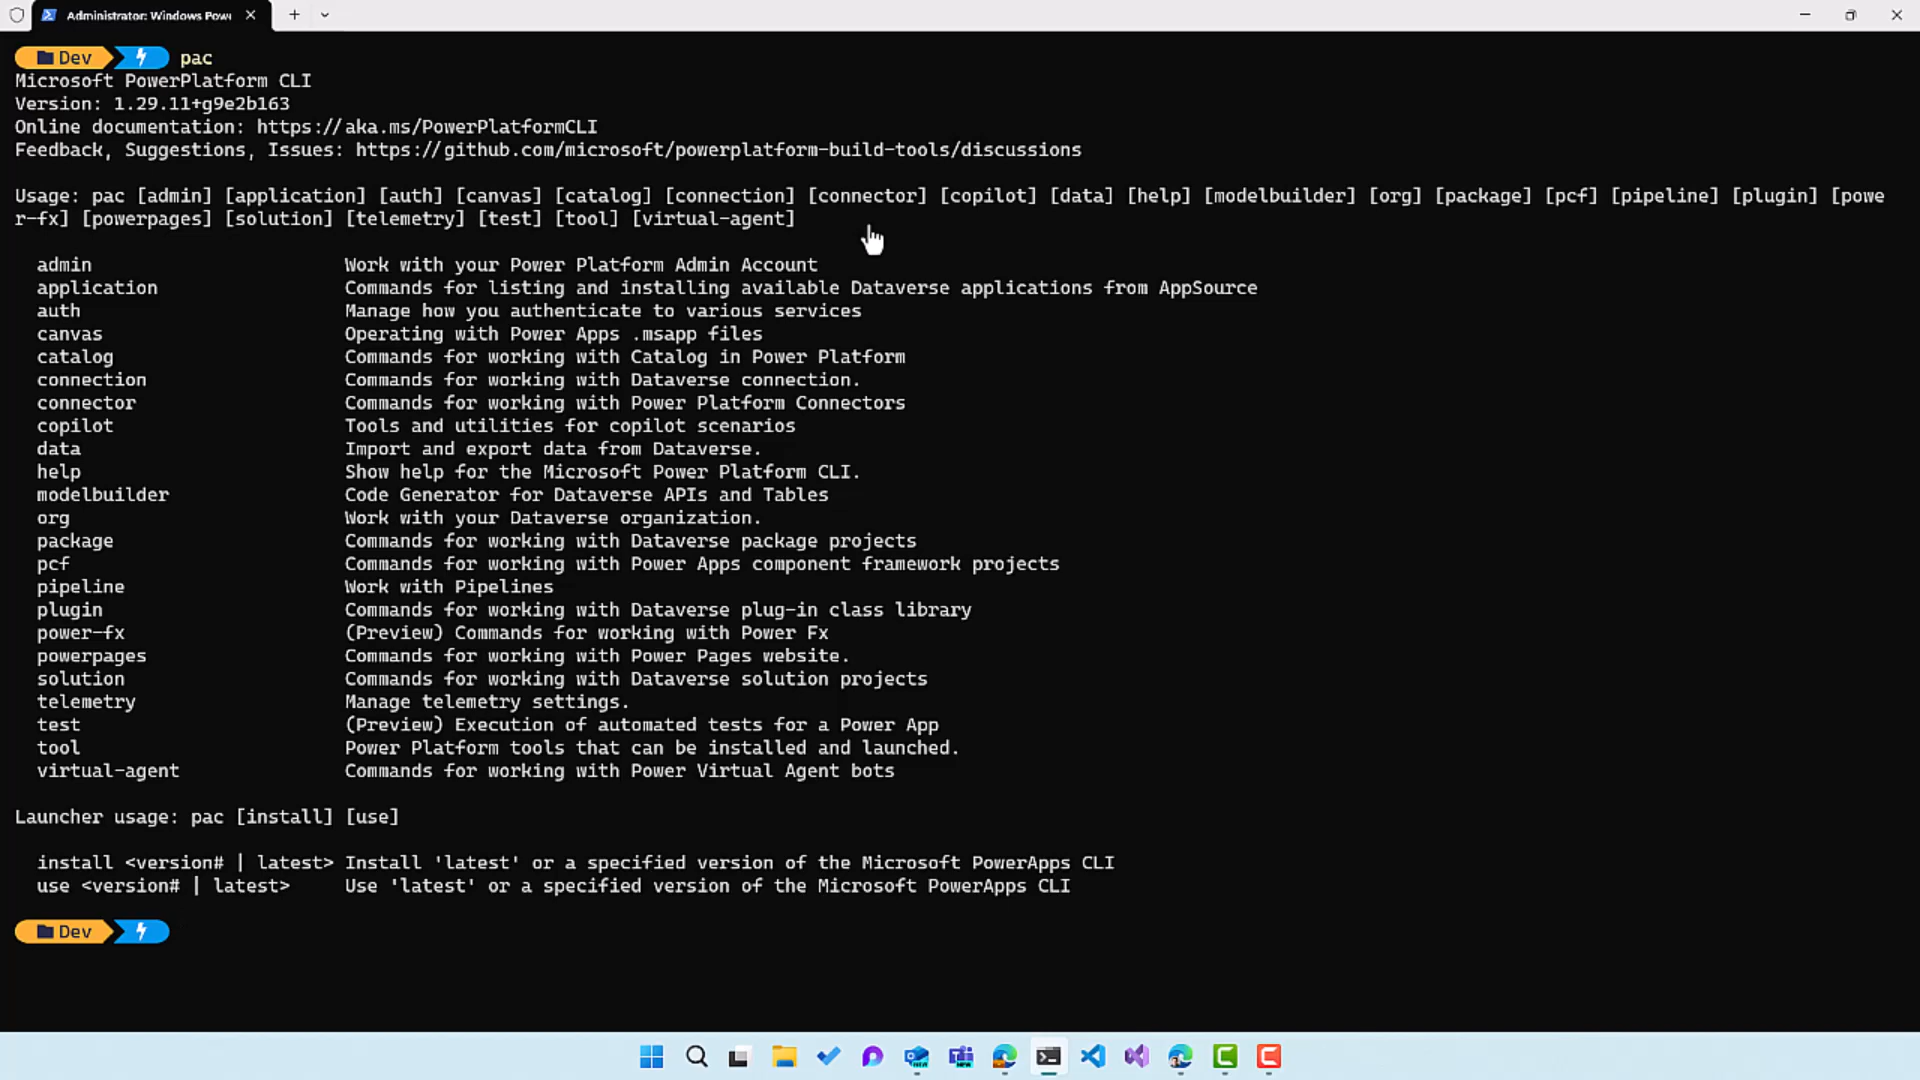 Administrator: Windows Pow
Dev pac
Microsoft PowerPlatform CLI
Version: 1.29.11+g9e2b163
Online documentation: https://aka.ms/PowerPlatformCLI
Feedback, Suggestions, Issues: https://github.com/microsoft/powerplatform-build-tools/discussions
Usage: pac [admin] [application] [auth] [canvas] [catalog] [connection] [connector] [copilot] [data] [help] [modelbuilder] [org] [package] [pcf] [pipeline] [plugin] [powe
r-fx] [powerpages] [solution] [telemetry] [test] [tool] [virtual-agent]
admin Work with your Power Platform Admin Account
application Commands for listing and installing available Dataverse applications from AppSource
auth Manage how you authenticate to various services
canvas Operating with Power Apps .msapp files
catalog Commands for working with Catalog in Power Platform
connection Commands for working with Dataverse connection.
connector Commands for working with Power Platform Connectors
copilot Tools and utilities for copilot scenarios
data Import and export data from Dataverse.
help Show help for the Microsoft Power Platform CLI.
modelbuilder Code Generator for Dataverse APIs and Tables
org Work with your Dataverse organization.
package Commands for working with Dataverse package projects
pcf Commands for working with Power Apps component framework projects
pipeline Work with Pipelines
plugin Commands for working with Dataverse plug-in class library
power-fx (Preview) Commands for working with Power Fx
powerpages Commands for working with Power Pages website.
solution Commands for working with Dataverse solution projects
telemetry Manage telemetry settings.
test (Preview) Execution of automated tests for a Power App
tool Power Platform tools that can be installed and launched.
virtual-agent Commands for working with Power Virtual Agent bots
Launcher usage: pac [install] [use]
install <version# | latest> Install 'latest' or a specified version of the Microsoft PowerApps CLI
use <version# | latest> Use 'latest' or a specified version of the Microsoft PowerApps CLI
Dev